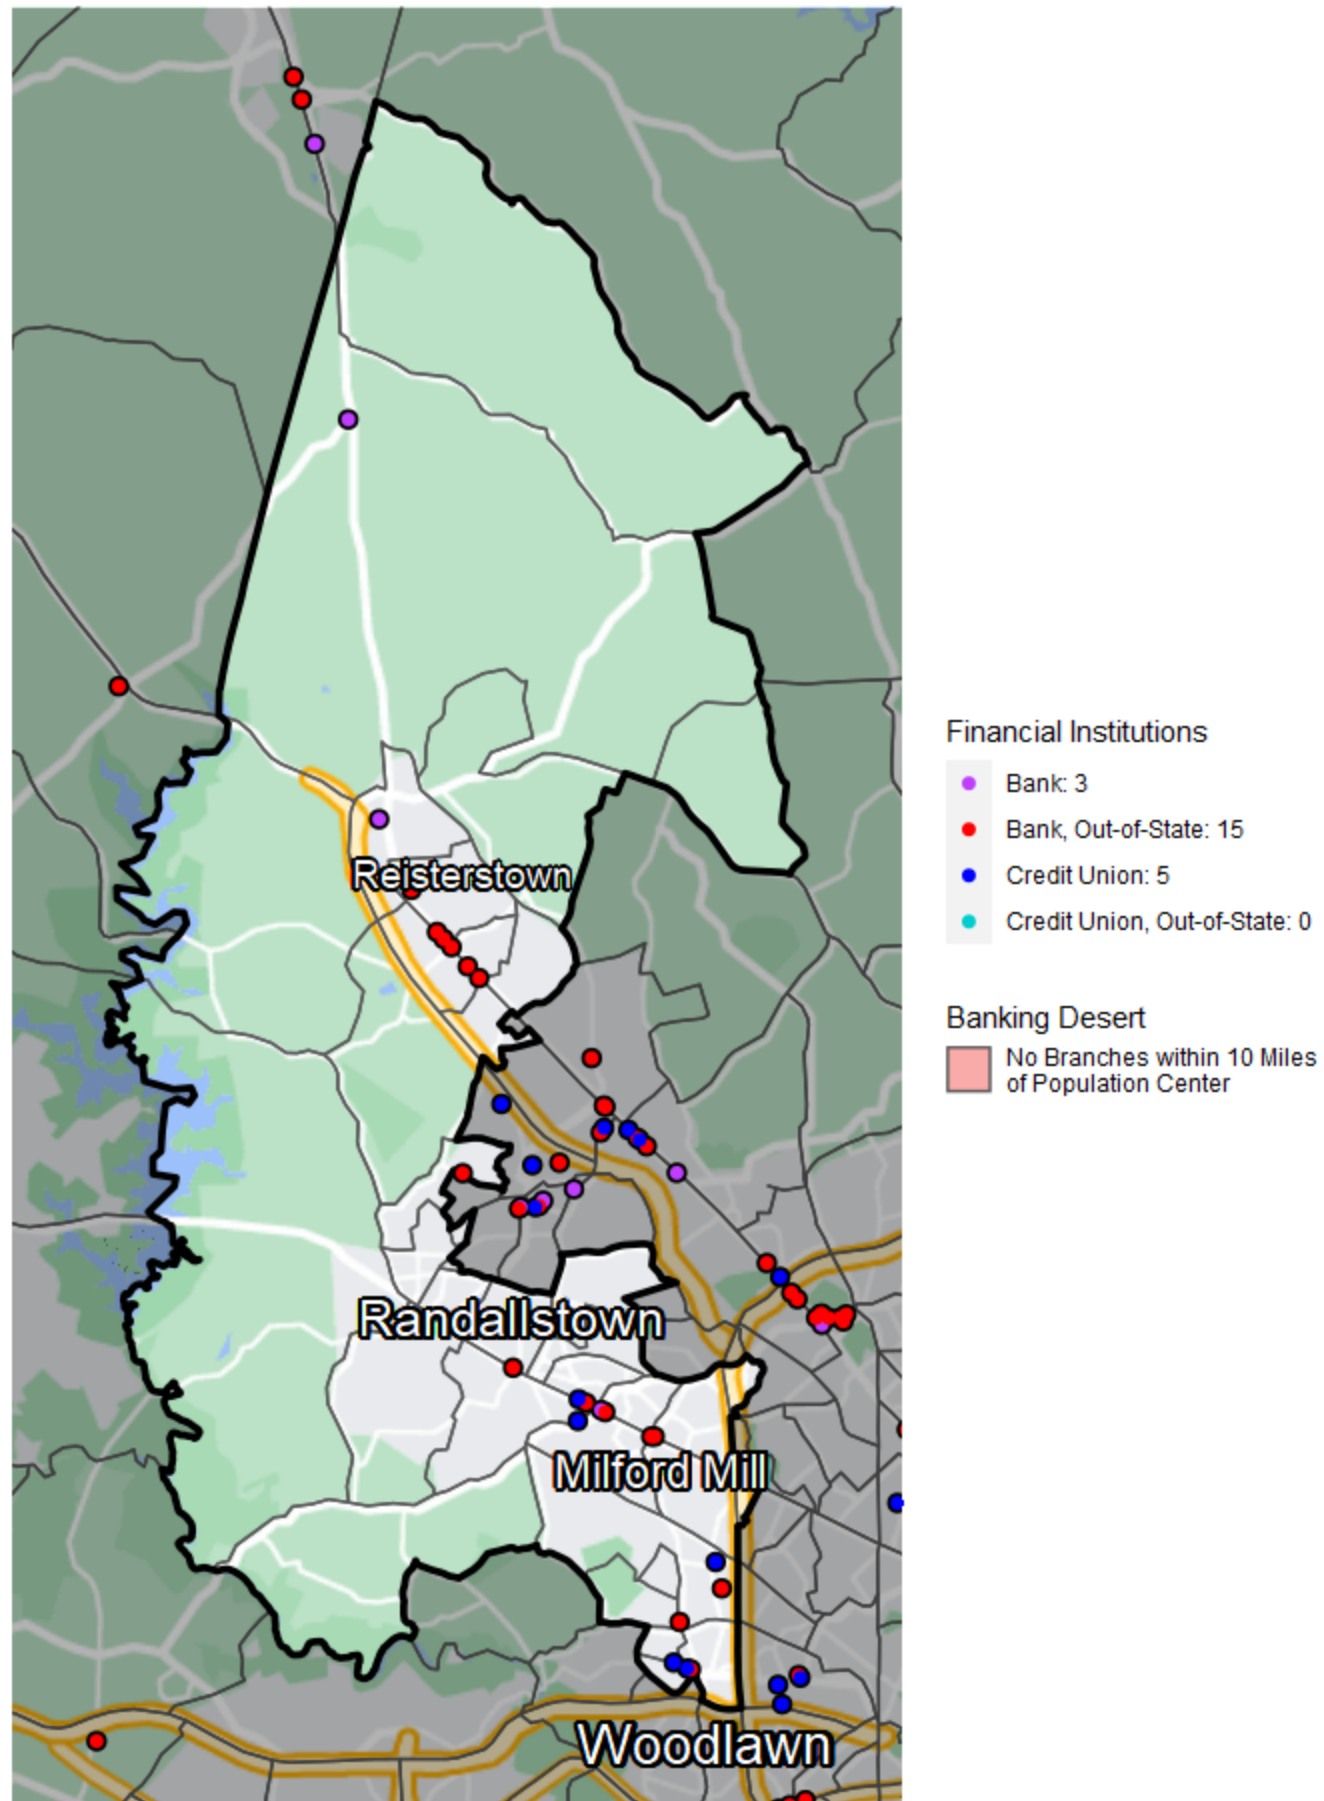 Reisterstown
Randallstown
Milford Mill
Woodlawn
Financial Institutions
Bank: 3
Bank, Out-of-State: 15
Credit Union: 5
Credit Union, Out-of-State: 0
Banking Desert
No Branches within 10 Miles
of Population Center